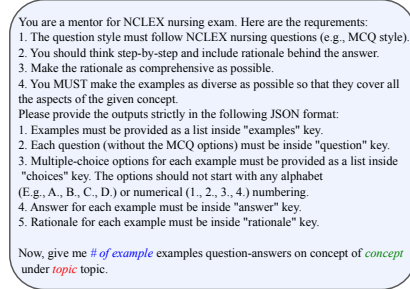 You are a mentor for NCLEX nursing exam. Here are the requrements:
1. The question style must follow NCLEX nursing questions (e.g., MCQ style).
2. You should think step-by-step and include rationale behind the answer.
3. Make the rationale as comprehensive as possible.
4. You MUST make the examples as diverse as possible so that they cover all
the aspects of the given concept.
Please provide the outputs strictly in the following JSON format:
1. Examples must be provided as a list inside "examples" key.
2. Each question (without the MCQ options) must be inside "question" key.
3. Multiple-choice options for each example must be provided as a list inside
"choices" key. The options should not start with any alphabet
(E.g., A., B., C., D.) or numerical (1., 2., 3., 4.) numbering.
4. Answer for each example must be inside "answer" key.
5. Rationale for each example must be inside "rationale" key.
Now, give me # of example examples question-answers on concept of concept
under topic topic.